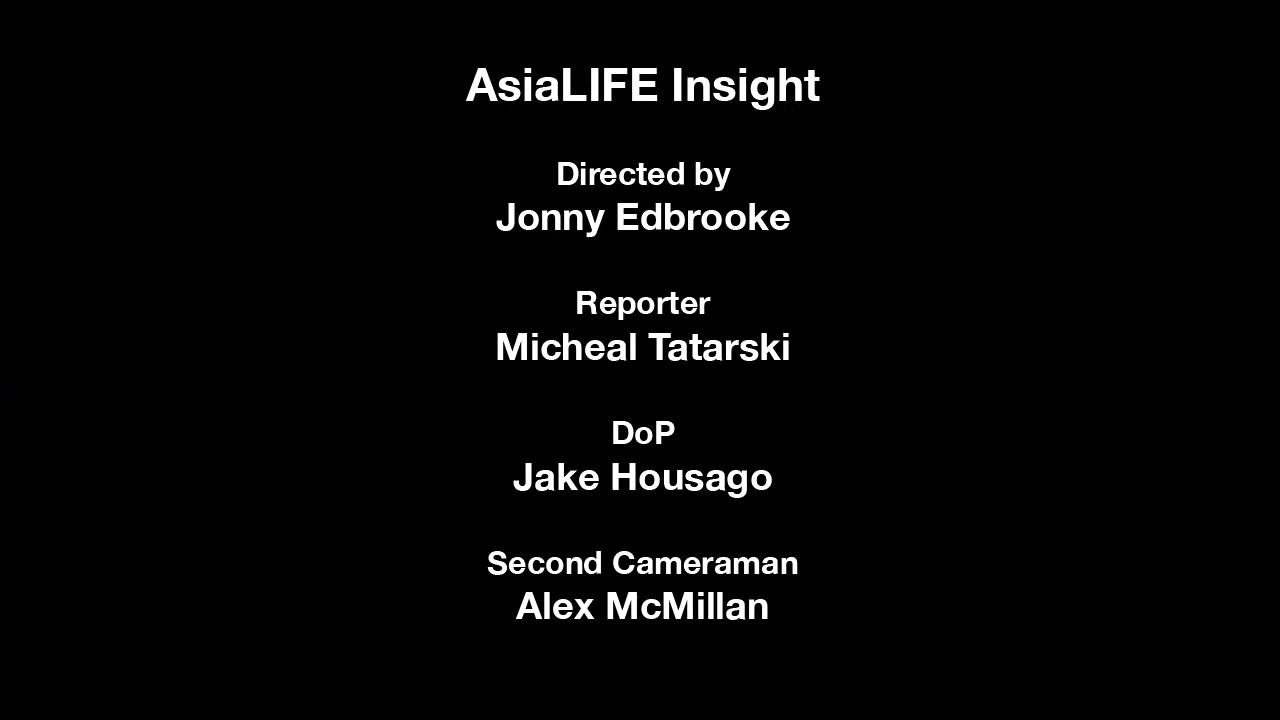 AsiaLIFE Insight
Directed by
Jonny Edbrooke
Reporter
Micheal Tatarski
DoP
Jake Housago
Second Cameraman
Alex McMillan